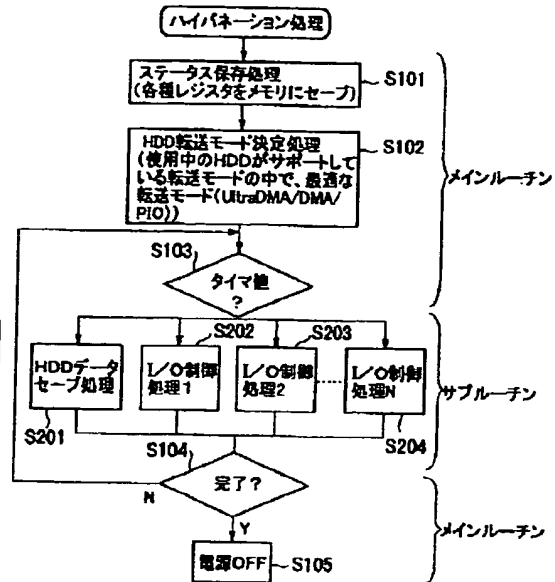 ハイバネーション処理
ステータス保存処理
(各種レジスタをメモリにセーブ)
S101
HDD転送モード決定処理
(使用中のHDDがサポートして
いる転送モードの中で、最適な
転送モード(UltraDMA/DMA/
PIO))
S102
メインルーチン
S103
タイマ値
?
S202
S203
HDDデータ
セーブ処理
I/O制御
処理1
I/O制御
処理2
I/O制御
処理N
サブルーチン
S201
S204
S104
完了?
N
Y
電源OFF
S105
メインルーチン